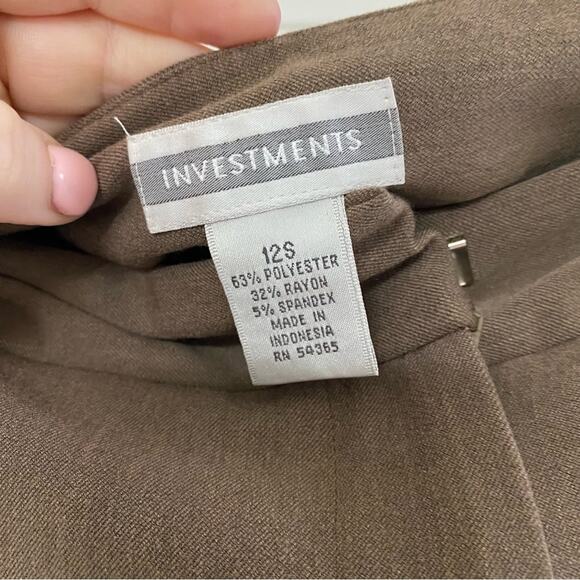 INVESTMENTS
12S
63% POLYESTER
32% RAYON
5% SPANDEX
MADE IN
INDONESIA
RN 54365